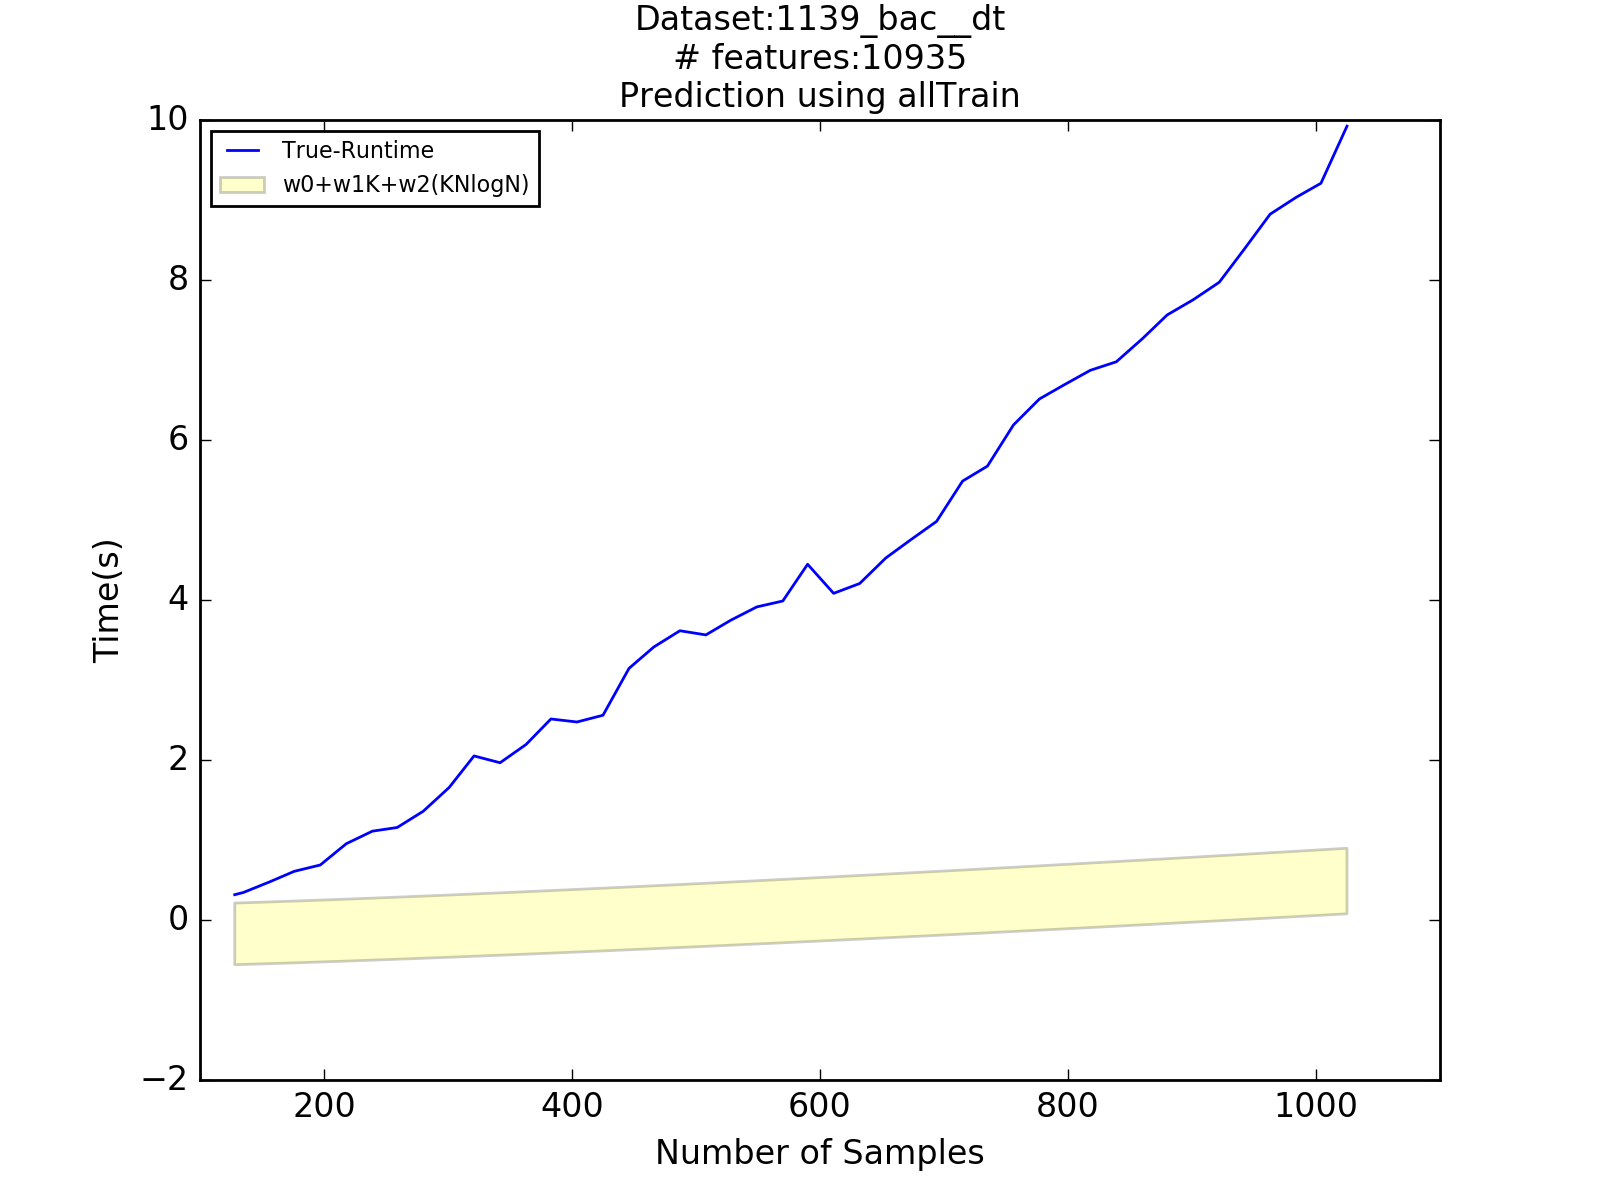 Dataset:1139_bac__dt
# features:10935
Prediction using allTrain
True-Runtime
w0+w1K+w2(KNlogN)
10
8
6
4
2
0
−2
Time(s)
200 400 600 800 1000
Number of Samples